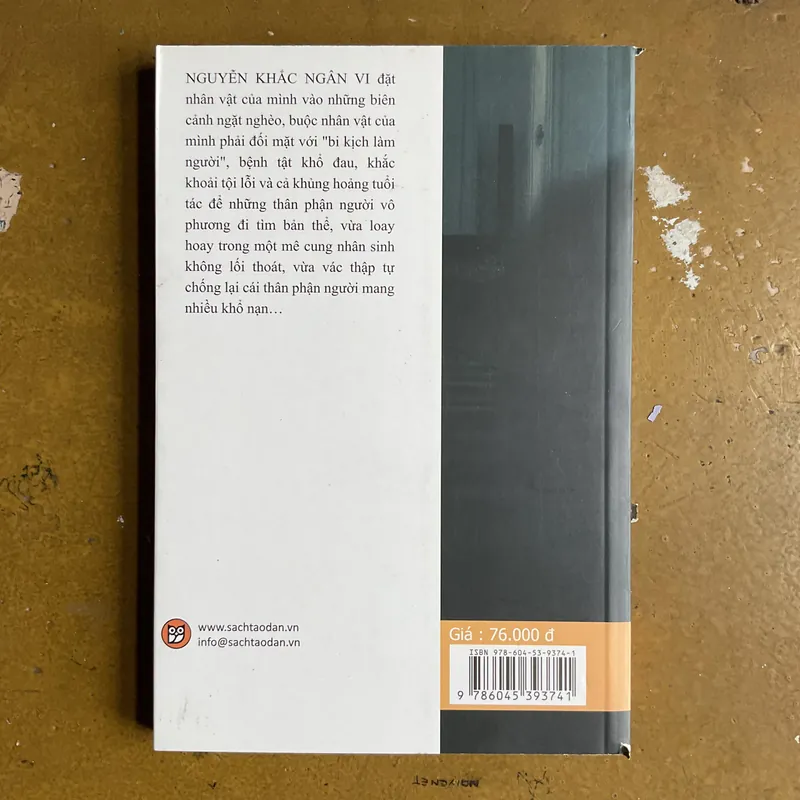 NGUYỄN KHẮC NGÂN VI đặt
nhân vật của mình vào những biên
cảnh ngặt nghèo, buộc nhân vật của
mình phải đối mặt với "bi kịch làm
người", bệnh tật khổ đau, khắc
khoải tội lỗi và cả khủng hoảng tuổi
tác để những thân phận người vô
phương đi tìm bản thể, vừa loay
hoay trong một mê cung nhân sinh
không lối thoát, vừa vác thập tự
chống lại cái thân phận người mang
nhiều khổ nạn…
www.sachtaodan.vn
info@sachtaodan.vn
Giá : 76.000 đ
ISBN 978-604-53-9374-1
9 786045 393741